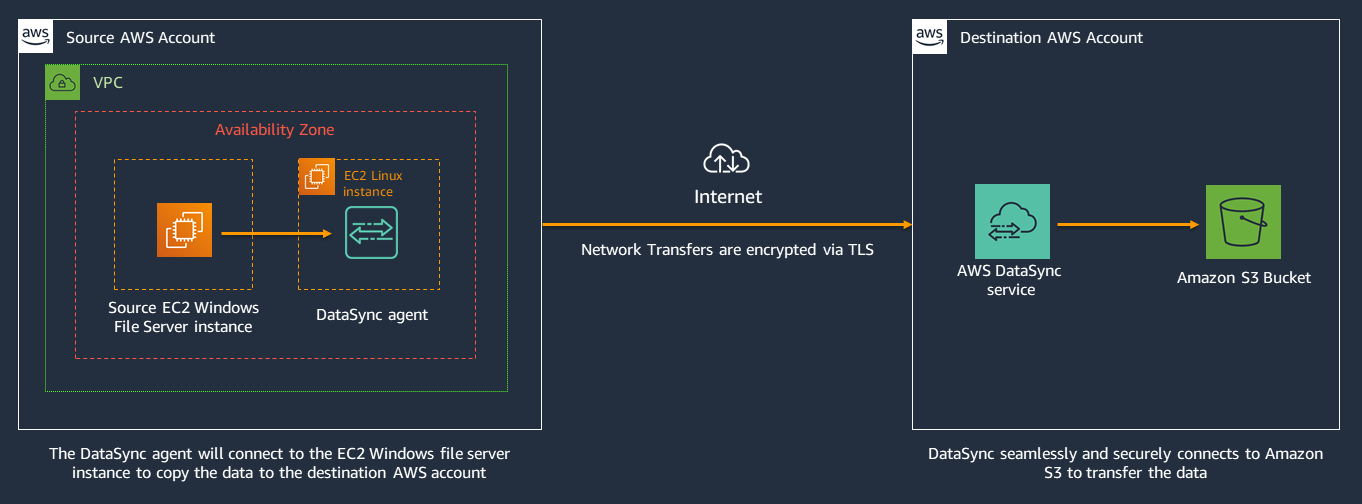 aws
Source AWS Account
VPC
Availability Zone
EC2 Linux
instance
Source EC2 Windows
File Server instance
DataSync agent
Internet
Network Transfers are encrypted via TLS
aws
Destination AWS Account
AWS DataSync
service
Amazon S3 Bucket
The DataSync agent will connect to the EC2 Windows file server
instance to copy the data to the destination AWS account
DataSync seamlessly and securely connects to Amazon
S3 to transfer the data